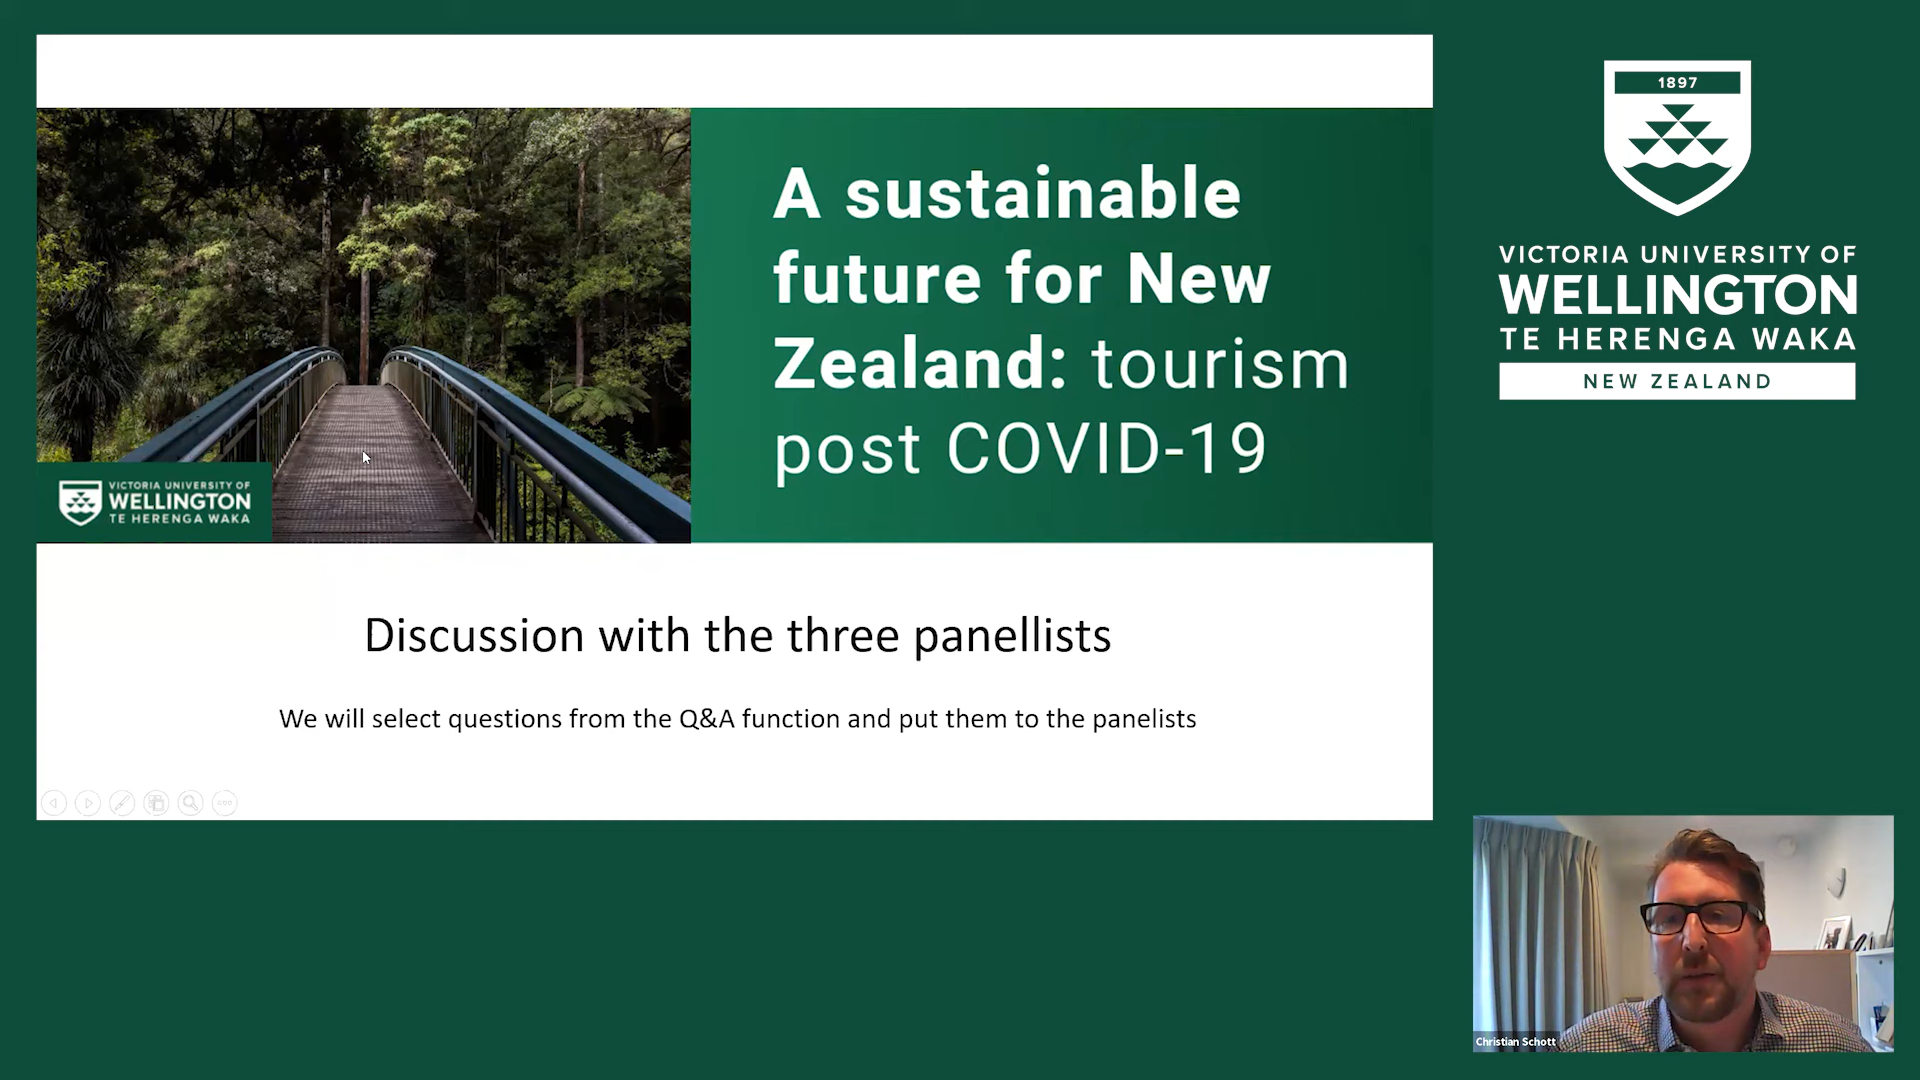 A sustainable
future for New
Zealand: tourism
post COVID-19
VICTORIA UNIVERSITY OF
WELLINGTON
TE HERENGA WAKA
Discussion with the three panellists
We will select questions from the Q&A function and put them to the panelists
1897
VICTORIA UNIVERSITY OF
WELLINGTON
TE HERENGA WAKA
NEW ZEALAND
Christian Schott